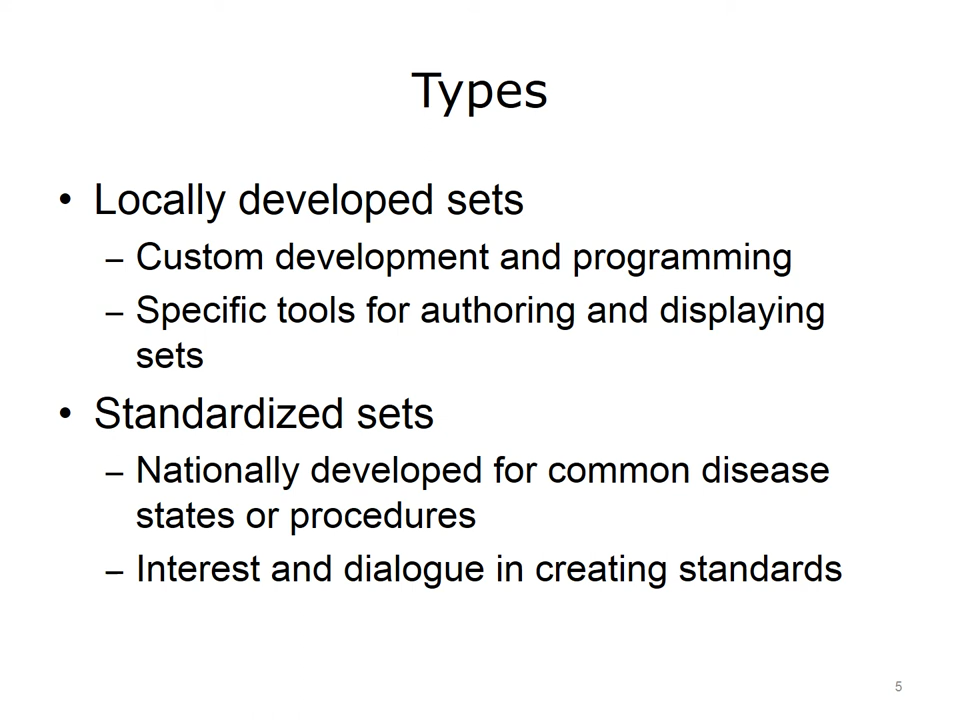 Types
• Locally developed sets
– Custom development and programming
– Specific tools for authoring and displaying
sets
• Standardized sets
– Nationally developed for common disease
states or procedures
– Interest and dialogue in creating standards
5